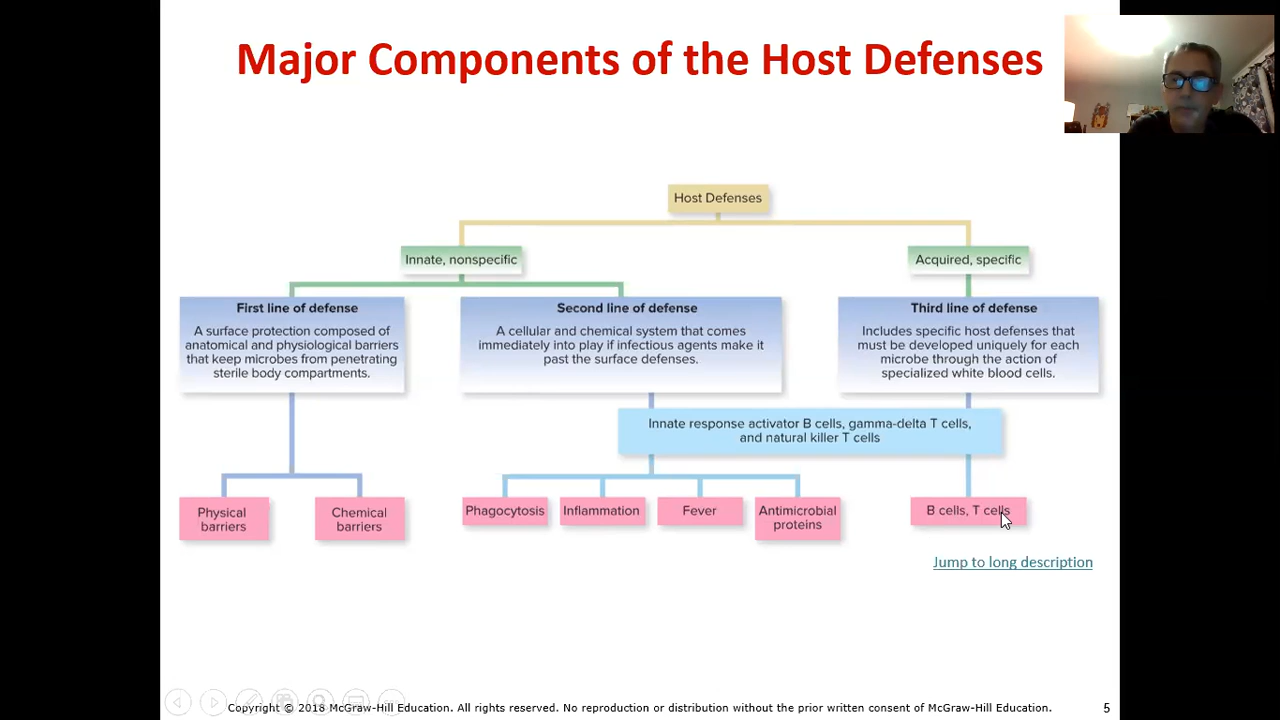 Major Components of the Host Defenses
Host Defenses
Innate, nonspecific
Acquired, specific
First line of defense
A surface protection composed of
anatomical and physiological barriers
that keep microbes from penetrating
sterile body compartments.
Second line of defense
A cellular and chemical system that comes
immediately into play if infectious agents make it
past the surface defenses.
Third line of defense
Includes specific host defenses that
must be developed uniquely for each
microbe through the action of
specialized white blood cells.
Innate response activator B cells, gamma-delta T cells,
and natural killer T cells
Physical
barriers
Chemical
barriers
Phagocytosis
Inflammation
Fever
Antimicrobial
proteins
B cells, T cells
Jump to long description
Copyright © 2018 McGraw-Hill Education. All rights reserved. No reproduction or distribution without the prior written consent of McGraw-Hill Education.
5